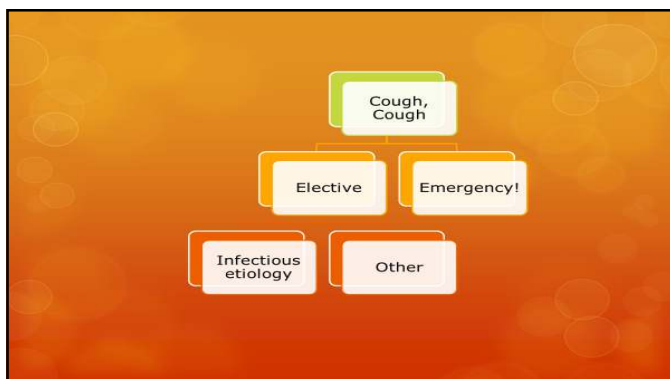 Cough,
Cough
Elective
Emergency!
Infectious
etiology
Other